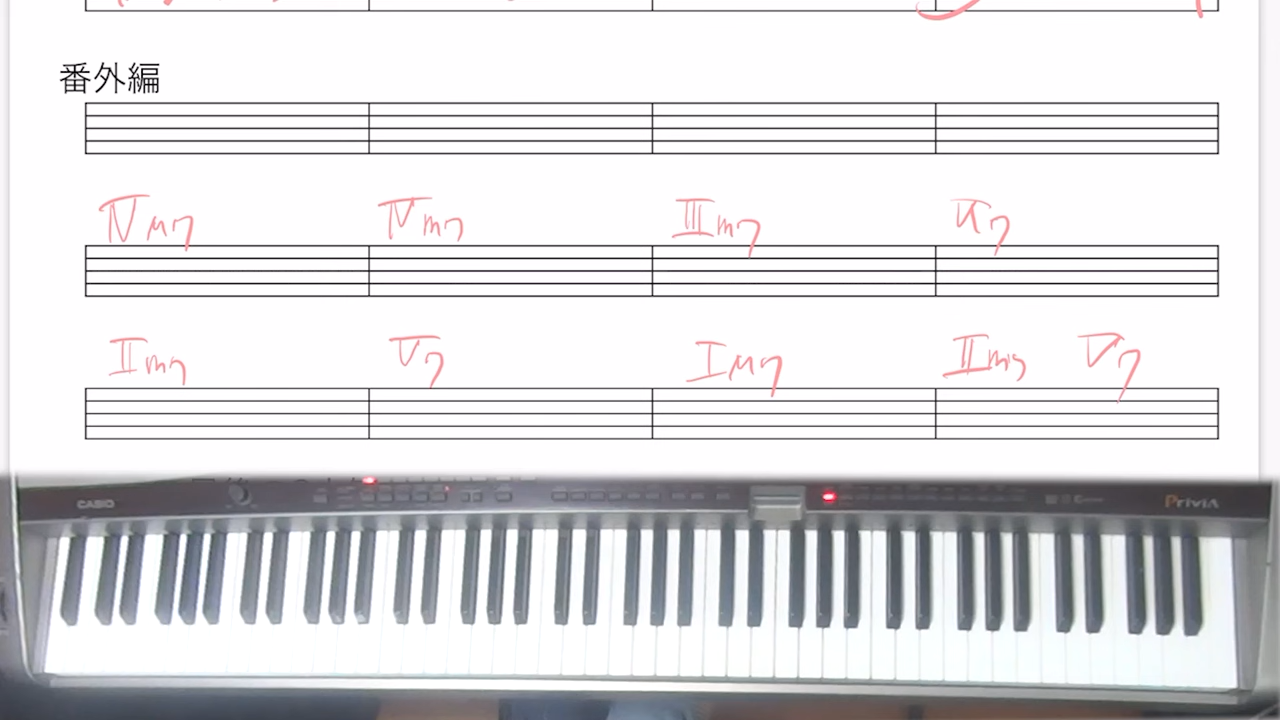 番外編
IVM7 IVm7 IIIm7 VI7
IIm7 V7 IM7 IIm7 V7
CASIO
PRIVIA